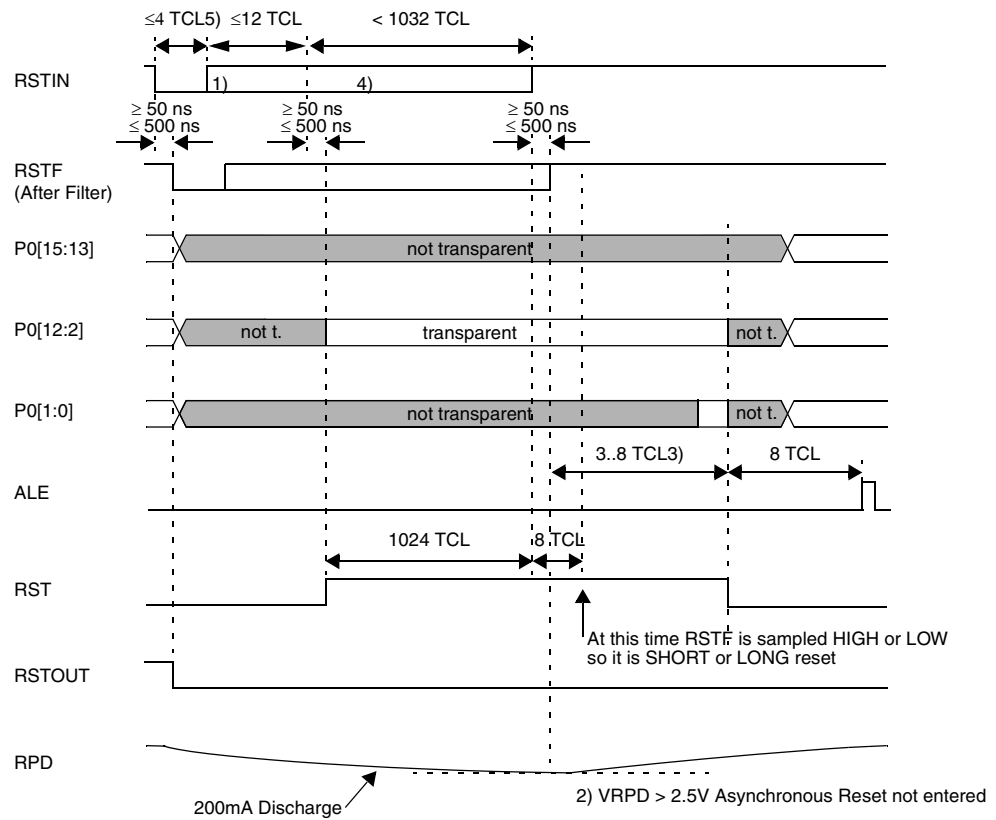 ≤4 TCL5) ≤12 TCL < 1032 TCL
RSTIN
1) 4)
≥ 50 ns ≥ 50 ns ≥ 50 ns
≤ 500 ns ≤ 500 ns ≤ 500 ns
RSTF
(After Filter)
P0[15:13] not transparent
P0[12:2] not t. transparent not t.
P0[1:0] not transparent not t.
3..8 TCL3) 8 TCL
ALE
1024 TCL 8 TCL
RST
At this time RSTF is sampled HIGH or LOW
so it is SHORT or LONG reset
RSTOUT
RPD
200mA Discharge
2) VRPD > 2.5V Asynchronous Reset not entered